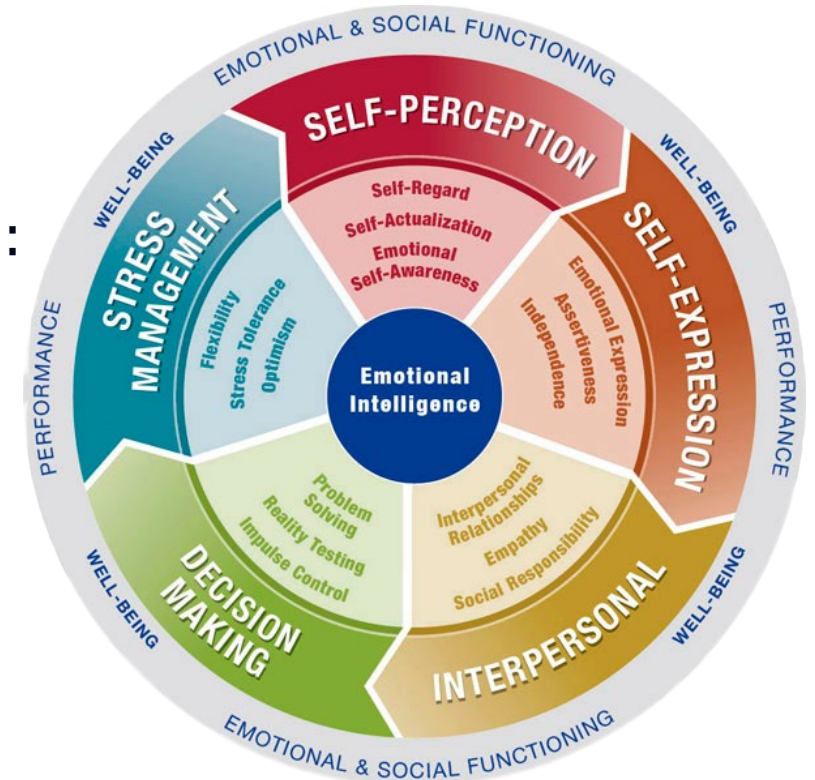 EMOTIONAL & SOCIAL FUNCTIONING
WELL-BEING
WELL-BEING
PERFORMANCE
PERFORMANCE
:
SELF-PERCEPTION
Self-Regard
Self-Actualization
Emotional
Self-Awareness
SELF-EXPRESSION
Emotional Expression
Assertiveness
Independence
INTERPERSONAL
Interpersonal
Relationships
Empathy
Social Responsibility
DECISION
MAKING
Problem
Solving
Reality Testing
Impulse Control
STRESS
MANAGEMENT
Flexibility
Stress Tolerance
Optimism
Emotional
Intelligence
WELL-BEING
WELL-BEING
EMOTIONAL & SOCIAL FUNCTIONING